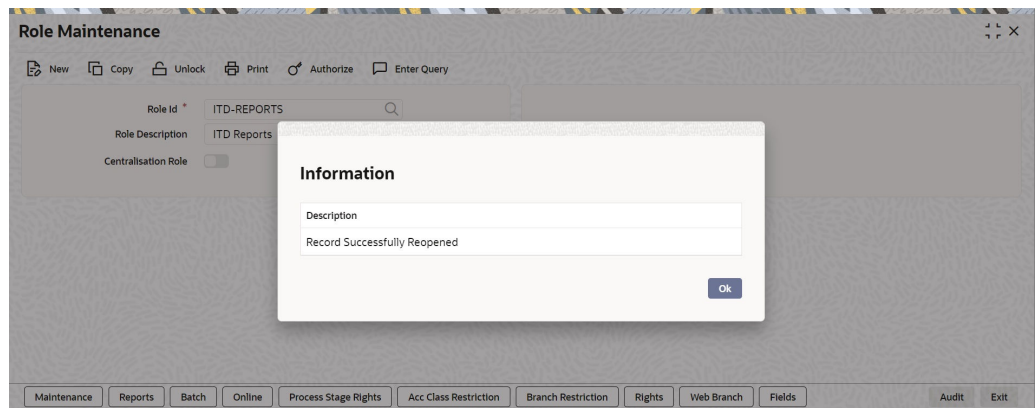 Role Maintenance
New Copy Unlock Print Authorize Enter Query
Role Id * ITD-REPORTS
Role Description ITD Reports
Centralisation Role
Information
Description
Record Successfully Reopened
Ok
Maintenance Reports Batch Online Process Stage Rights Acc Class Restriction Branch Restriction Rights Web Branch Fields Audit Exit